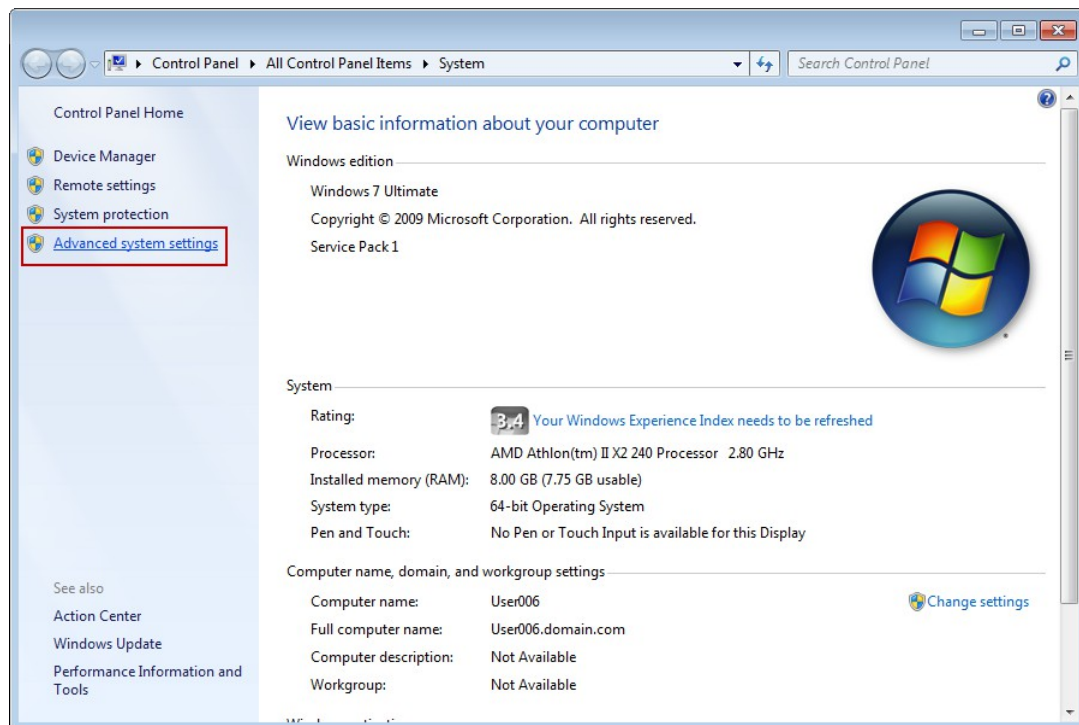 Control Panel All Control Panel Items System
Search Control Panel
Control Panel Home
Device Manager
Remote settings
System protection
Advanced system settings
See also
Action Center
Windows Update
Performance Information and
Tools
View basic information about your computer
Windows edition
Windows 7 Ultimate
Copyright © 2009 Microsoft Corporation. All rights reserved.
Service Pack 1
System
Rating: 3.4 Your Windows Experience Index needs to be refreshed
Processor: AMD Athlon(tm) II X2 240 Processor 2.80 GHz
Installed memory (RAM): 8.00 GB (7.75 GB usable)
System type: 64-bit Operating System
Pen and Touch: No Pen or Touch Input is available for this Display
Computer name, domain, and workgroup settings
Computer name: User006 Change settings
Full computer name: User006.domain.com
Computer description: Not Available
Workgroup: Not Available